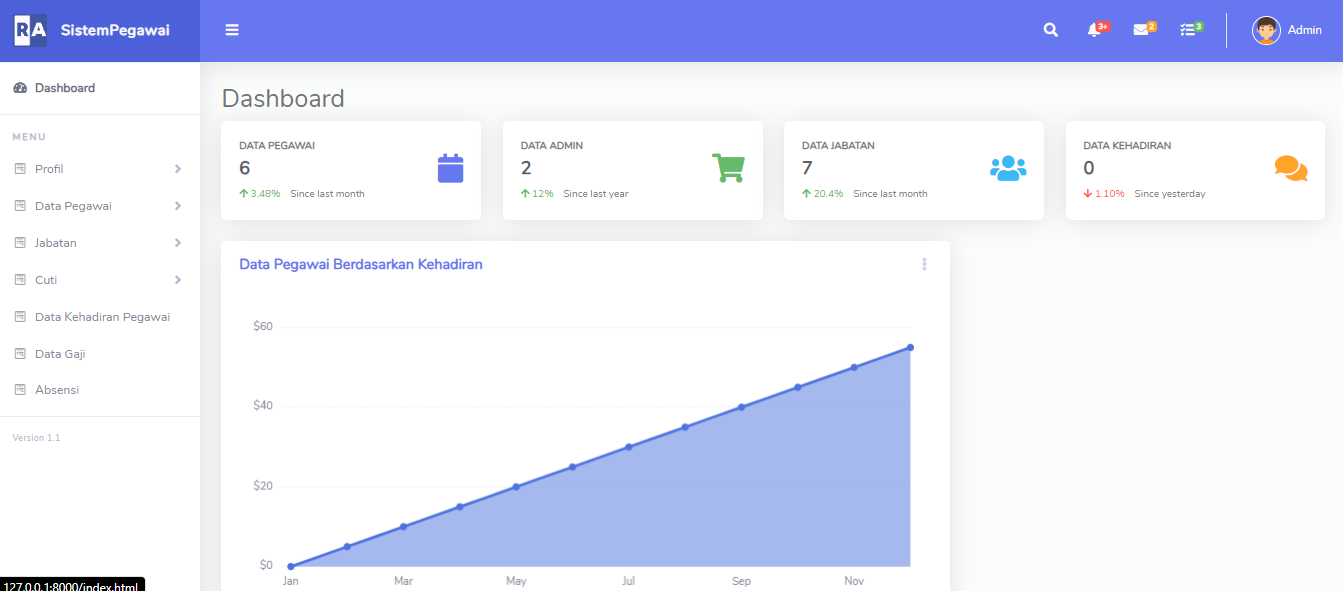 RA SistemPegawai
3+ 2 3 Admin
Dashboard
MENU
Profil
Data Pegawai
Jabatan
Cuti
Data Kehadiran Pegawai
Data Gaji
Absensi
Version 1.1
127.0.0.1:8000/index.html
Dashboard
DATA PEGAWAI
6
3.48% Since last month
DATA ADMIN
2
12% Since last year
DATA JABATAN
7
20.4% Since last month
DATA KEHADIRAN
0
1.10% Since yesterday
Data Pegawai Berdasarkan Kehadiran
$60
$40
$20
$0
Jan Mar May Jul Sep Nov